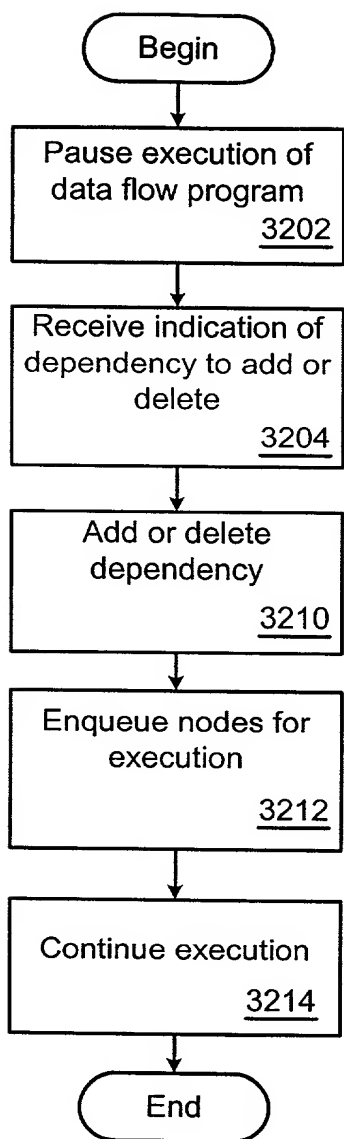 Begin
Pause execution of
data flow program
3202
Receive indication of
dependency to add or
delete
3204
Add or delete
dependency
3210
Enqueue nodes for
execution
3212
Continue execution
3214
End